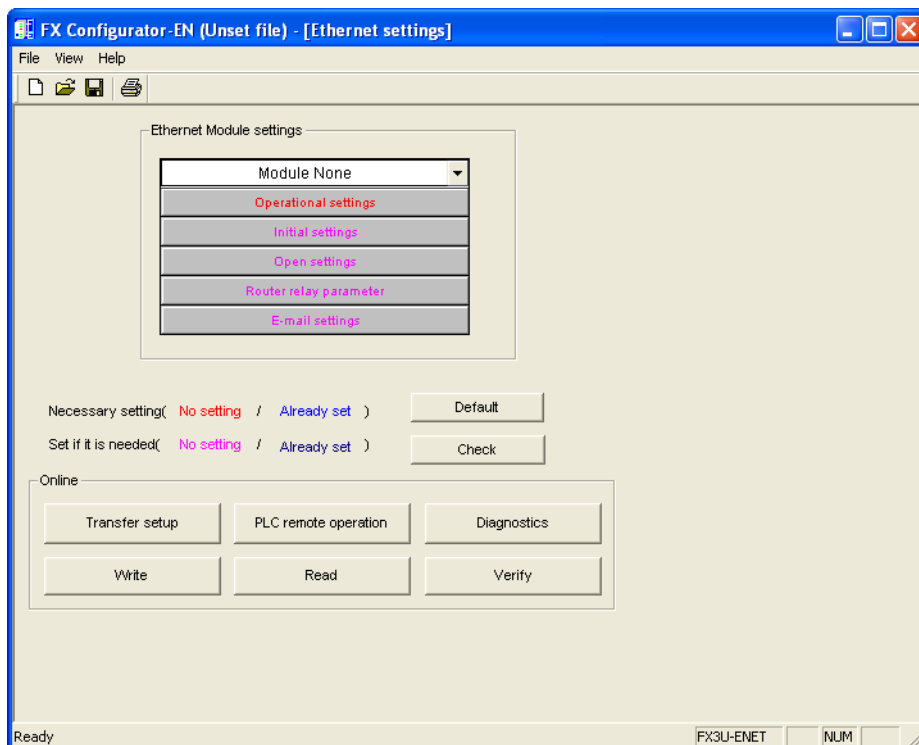 FX Configurator-EN (Unset file) - [Ethernet settings]
File View Help
Ethernet Module settings
Module None
Operational settings
Initial settings
Open settings
Router relay parameter
E-mail settings
Necessary setting( No setting / Already set )
Default
Set if it is needed( No setting / Already set )
Check
Online
Transfer setup PLC remote operation Diagnostics
Write Read Verify
Ready FX3U-ENET NUM